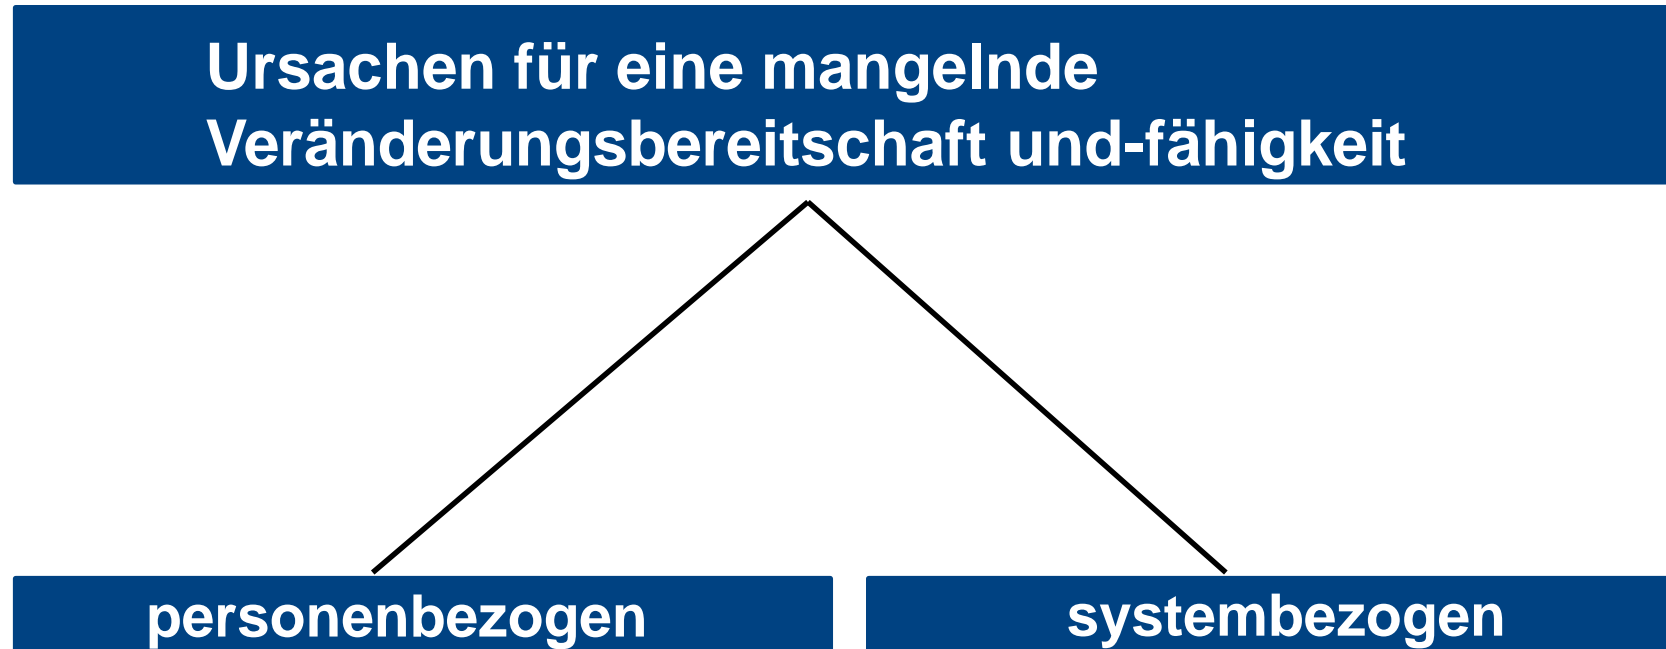 Ursachen für eine mangelnde
Veränderungsbereitschaft und-fähigkeit
personenbezogen
systembezogen